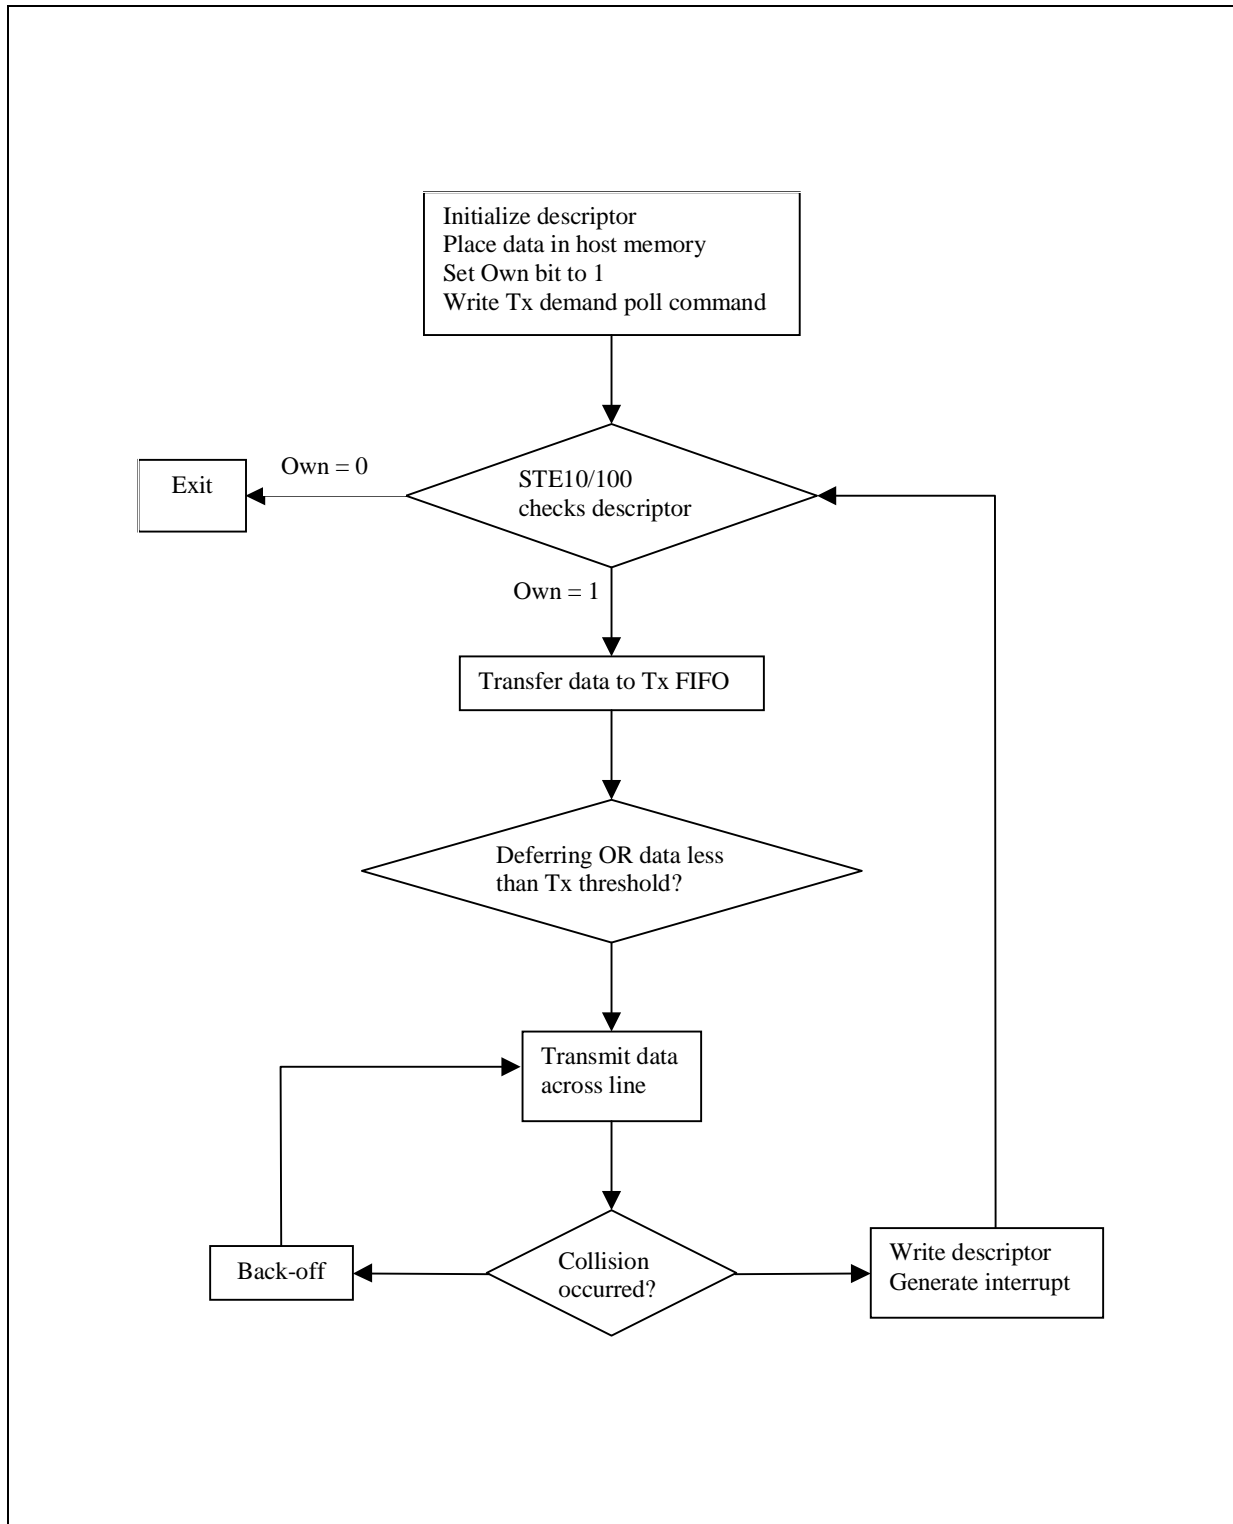 Initialize descriptor
Place data in host memory
Set Own bit to 1
Write Tx demand poll command
Own = 0
Exit
STE10/100
checks descriptor
Own = 1
Transfer data to Tx FIFO
Deferring OR data less
than Tx threshold?
Transmit data
across line
Back-off
Collision
occurred?
Write descriptor
Generate interrupt